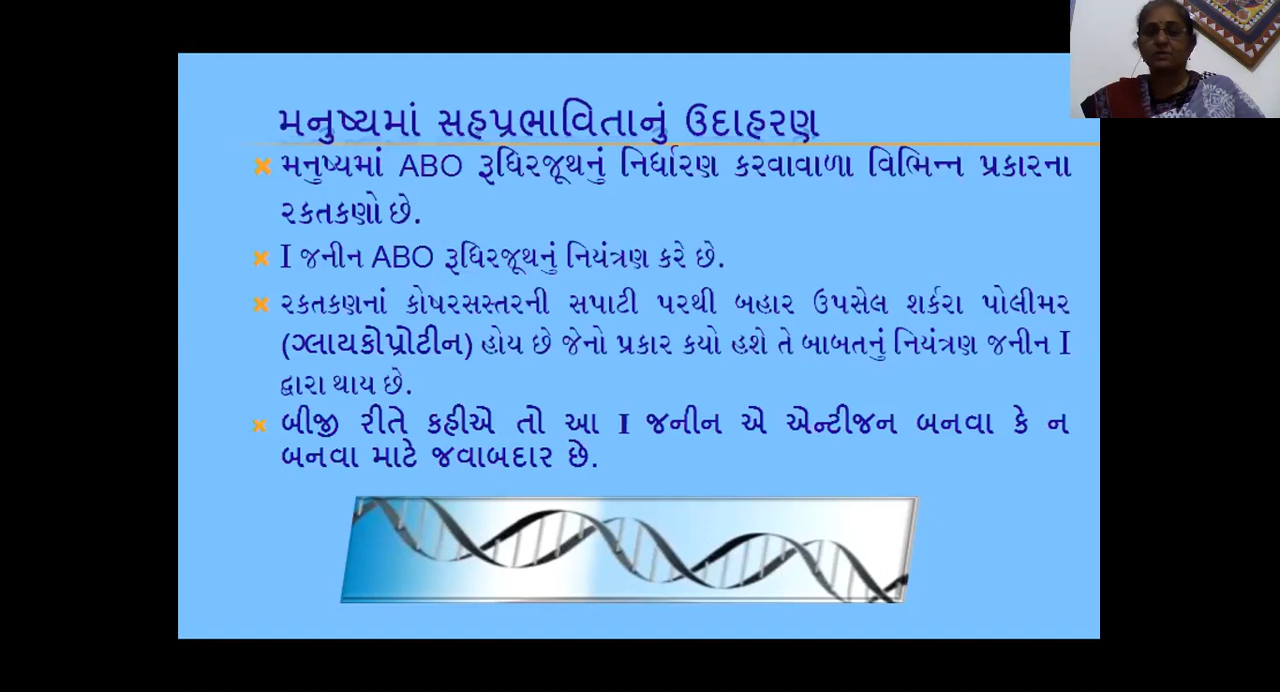 મનુષ્યમાં સહપ્રભાવિતાનું ઉદાહરણ
મનુષ્યમાં ABO રૂધિરજૂથનું નિર્ધારણ કરવાવાળા વિભિન્ન પ્રકારના
રકતકણો છે.
I જનીન ABO રૂધિરજૂથનું નિયંત્રણ કરે છે.
રકતકણનાં કોષરસસ્તરની સપાટી પરથી બહાર ઉપસેલ શર્કરા પોલીમર
(ગ્લાયકોપ્રોટીન) હોય છે જેનો પ્રકાર કયો હશે તે બાબતનું નિયંત્રણ જનીન I
દ્વારા થાય છે.
બીજી રીતે કહીએ તો આ I જનીન એ એન્ટીજન બનવા કે ન
બનવા માટે જવાબદાર છે.